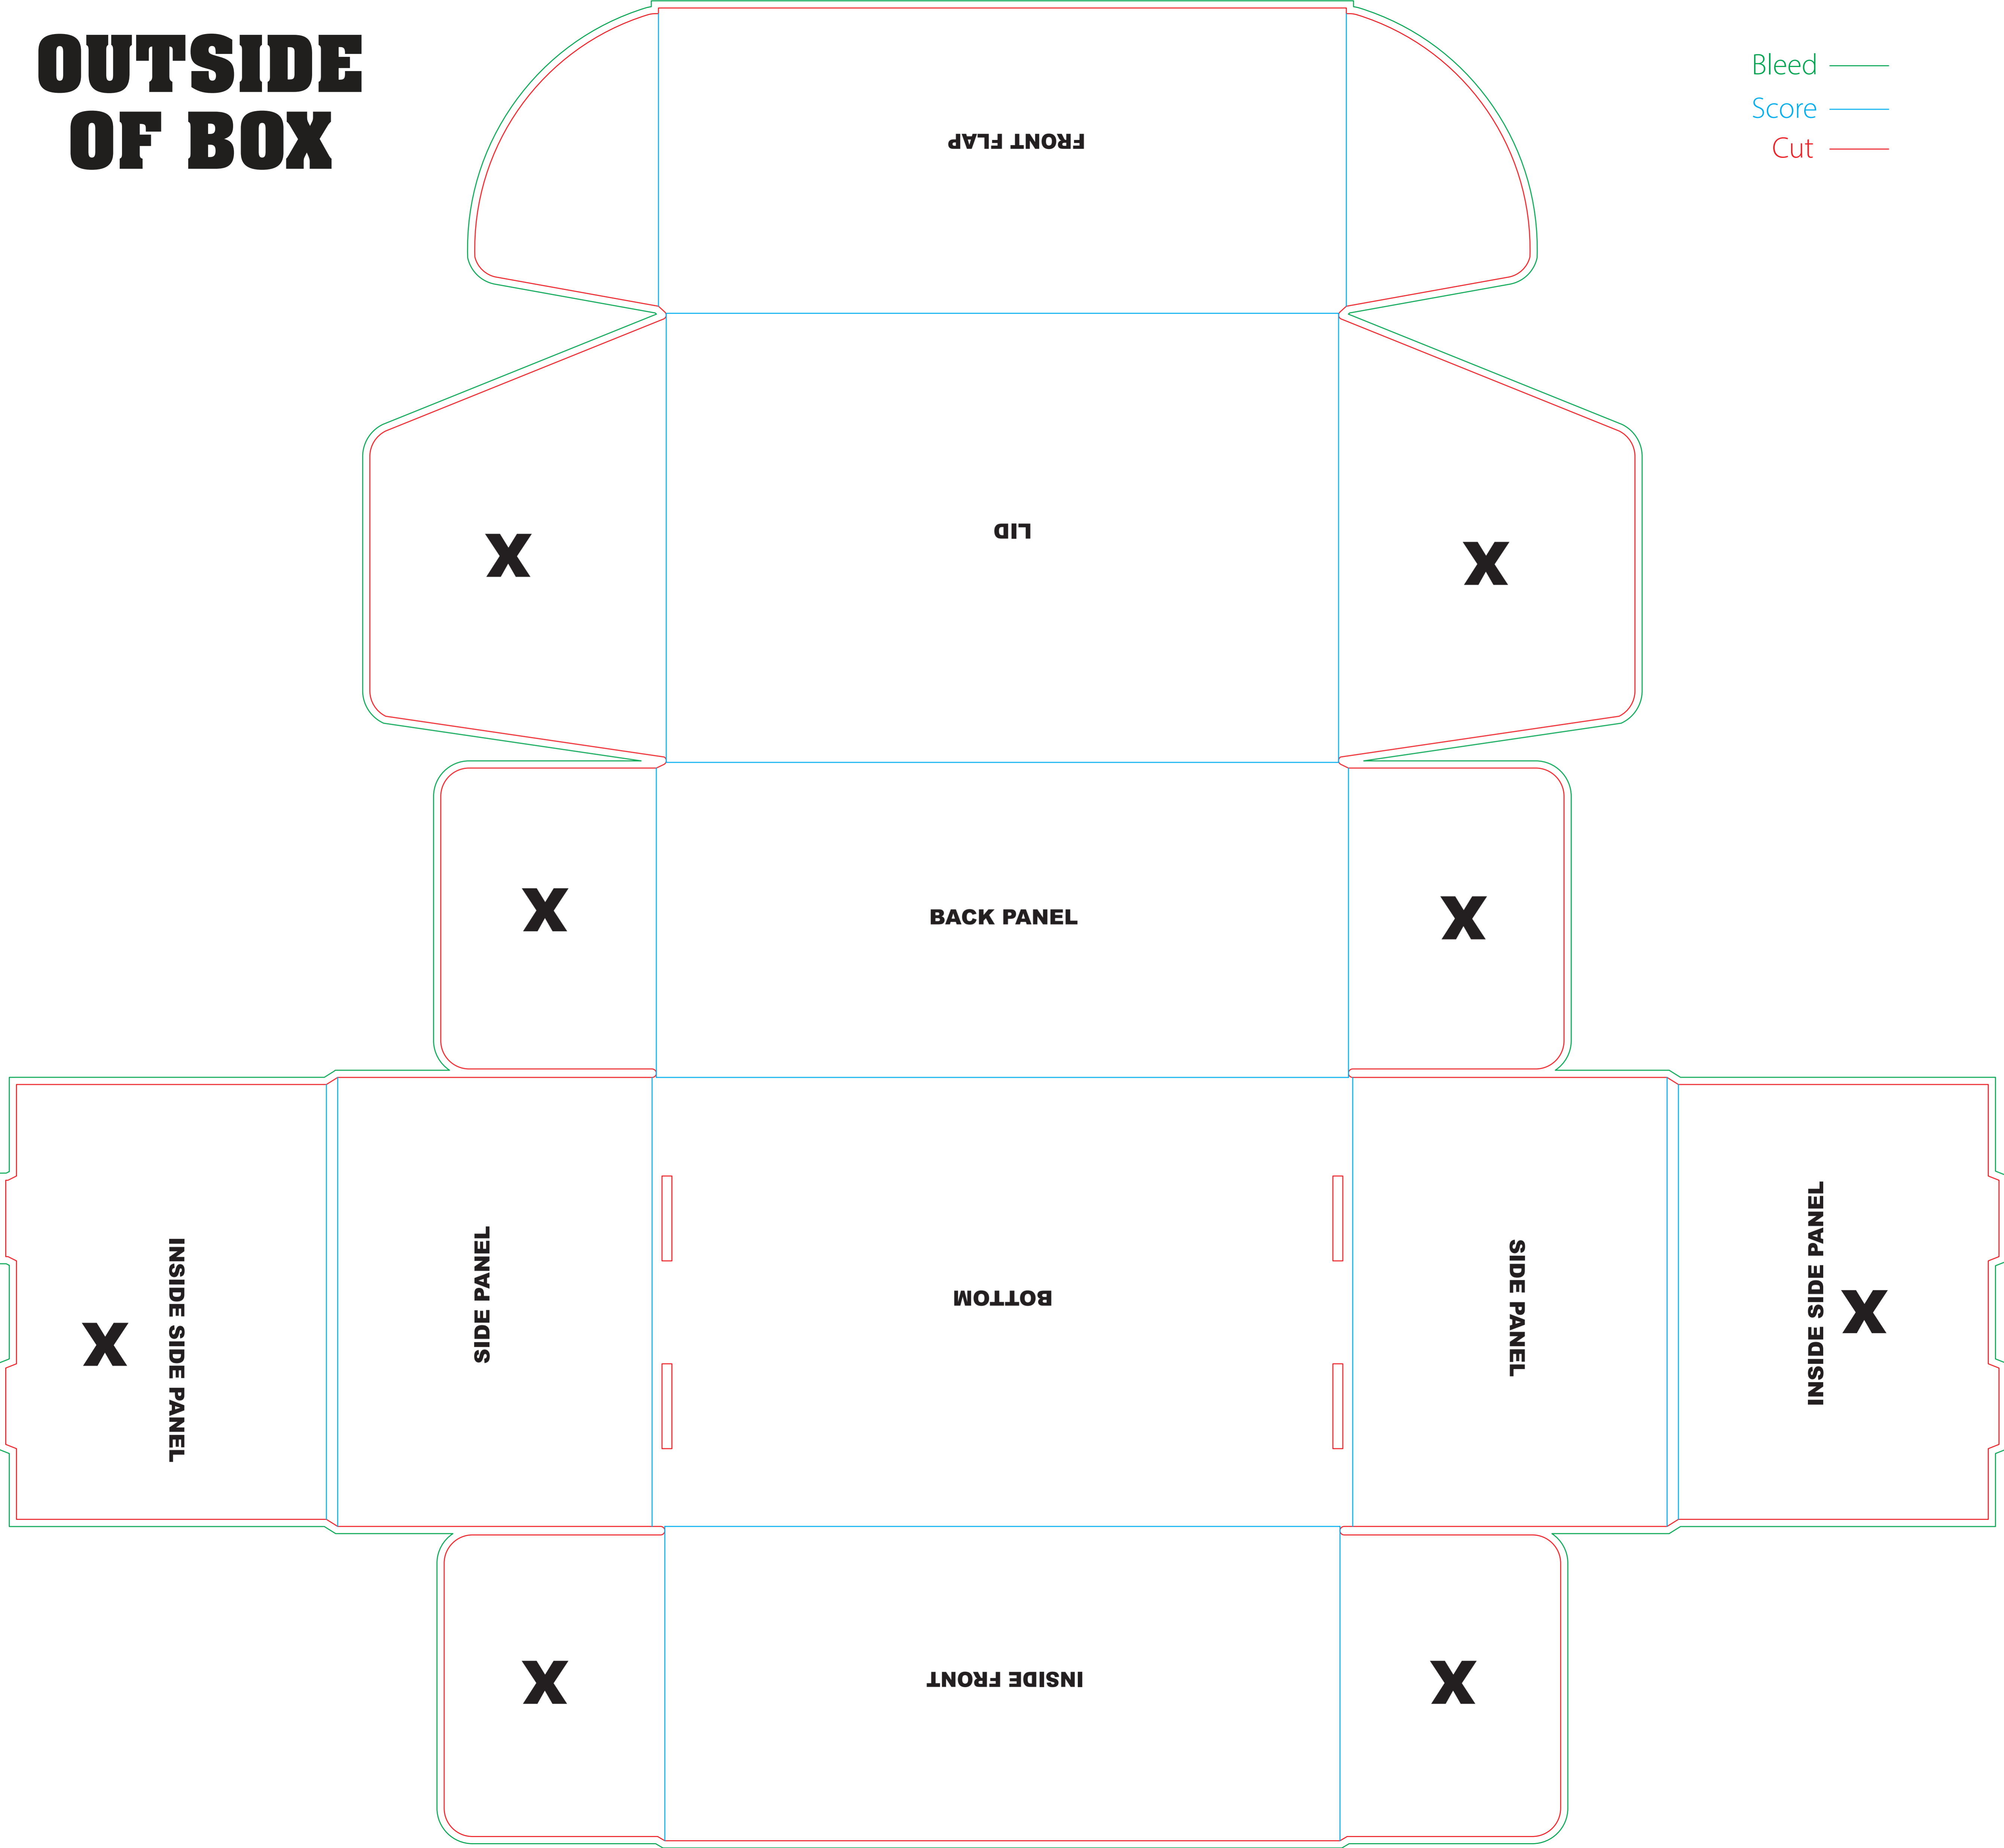 OUTSIDE
OF BOX
Bleed
Score
Cut
FRONT FLAP
LID
X
X
X
BACK PANEL
X
INSIDE SIDE PANEL
X
SIDE PANEL
BOTTOM
SIDE PANEL
INSIDE SIDE PANEL
X
X
INSIDE FRONT
X